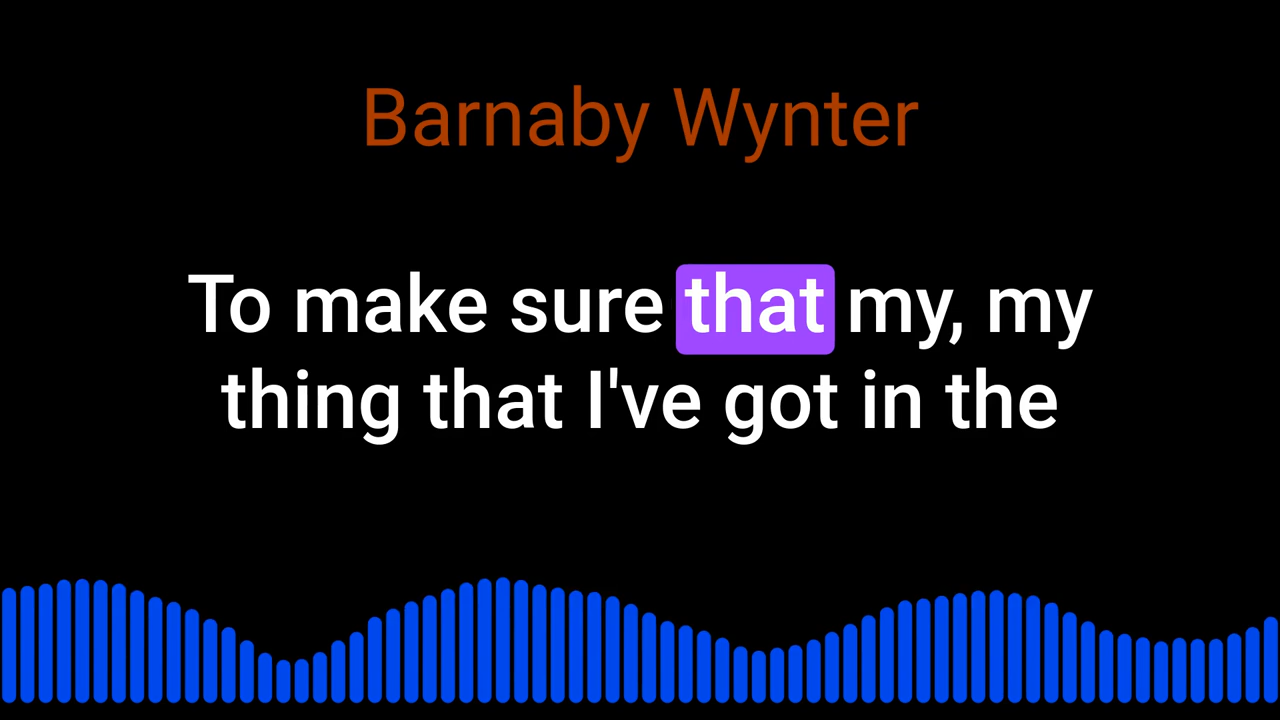 Barnaby Wynter
To make sure that my, my
thing that I've got in the